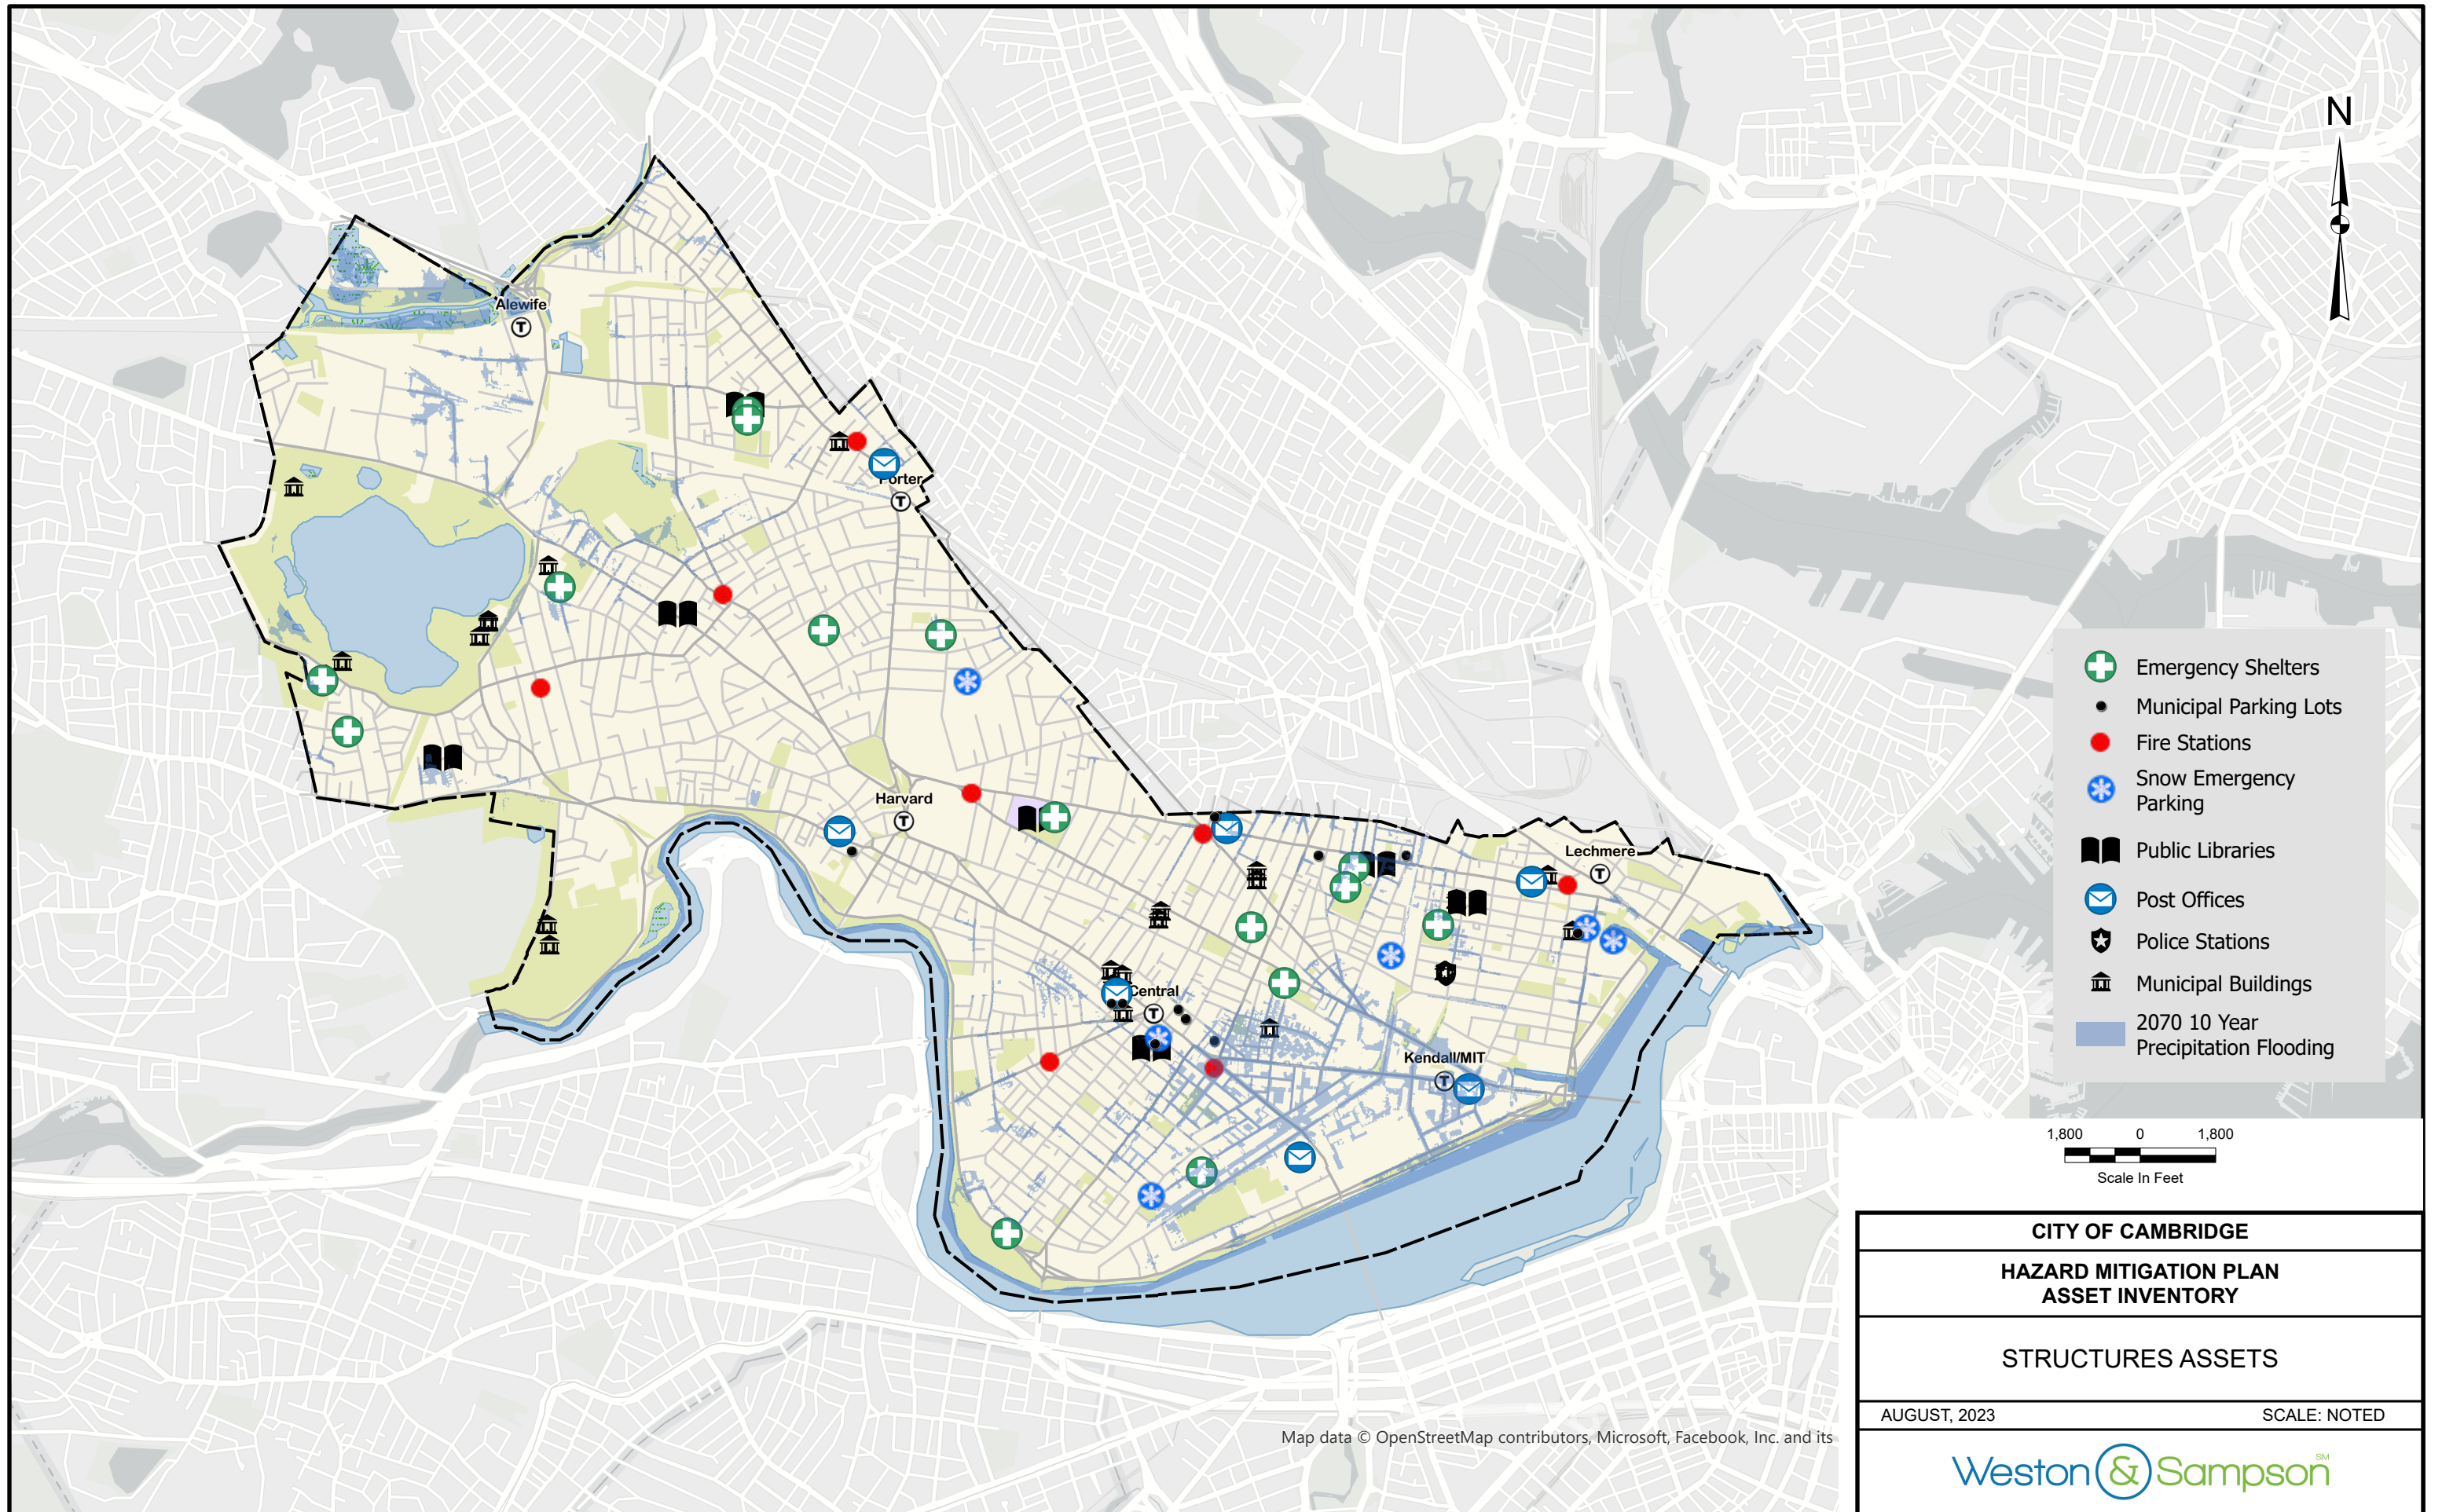 N
Alewife
T
Porter
T
Harvard
T
Lechmere
T
Central
T
Kendall/MIT
T
Emergency Shelters
Municipal Parking Lots
Fire Stations
Snow Emergency
Parking
Public Libraries
Post Offices
Police Stations
Municipal Buildings
2070 10 Year
Precipitation Flooding
1,800 0 1,800
Scale In Feet
CITY OF CAMBRIDGE
HAZARD MITIGATION PLAN
ASSET INVENTORY
STRUCTURES ASSETS
AUGUST, 2023 SCALE: NOTED
Map data © OpenStreetMap contributors, Microsoft, Facebook, Inc. and its
Weston & Sampson SM